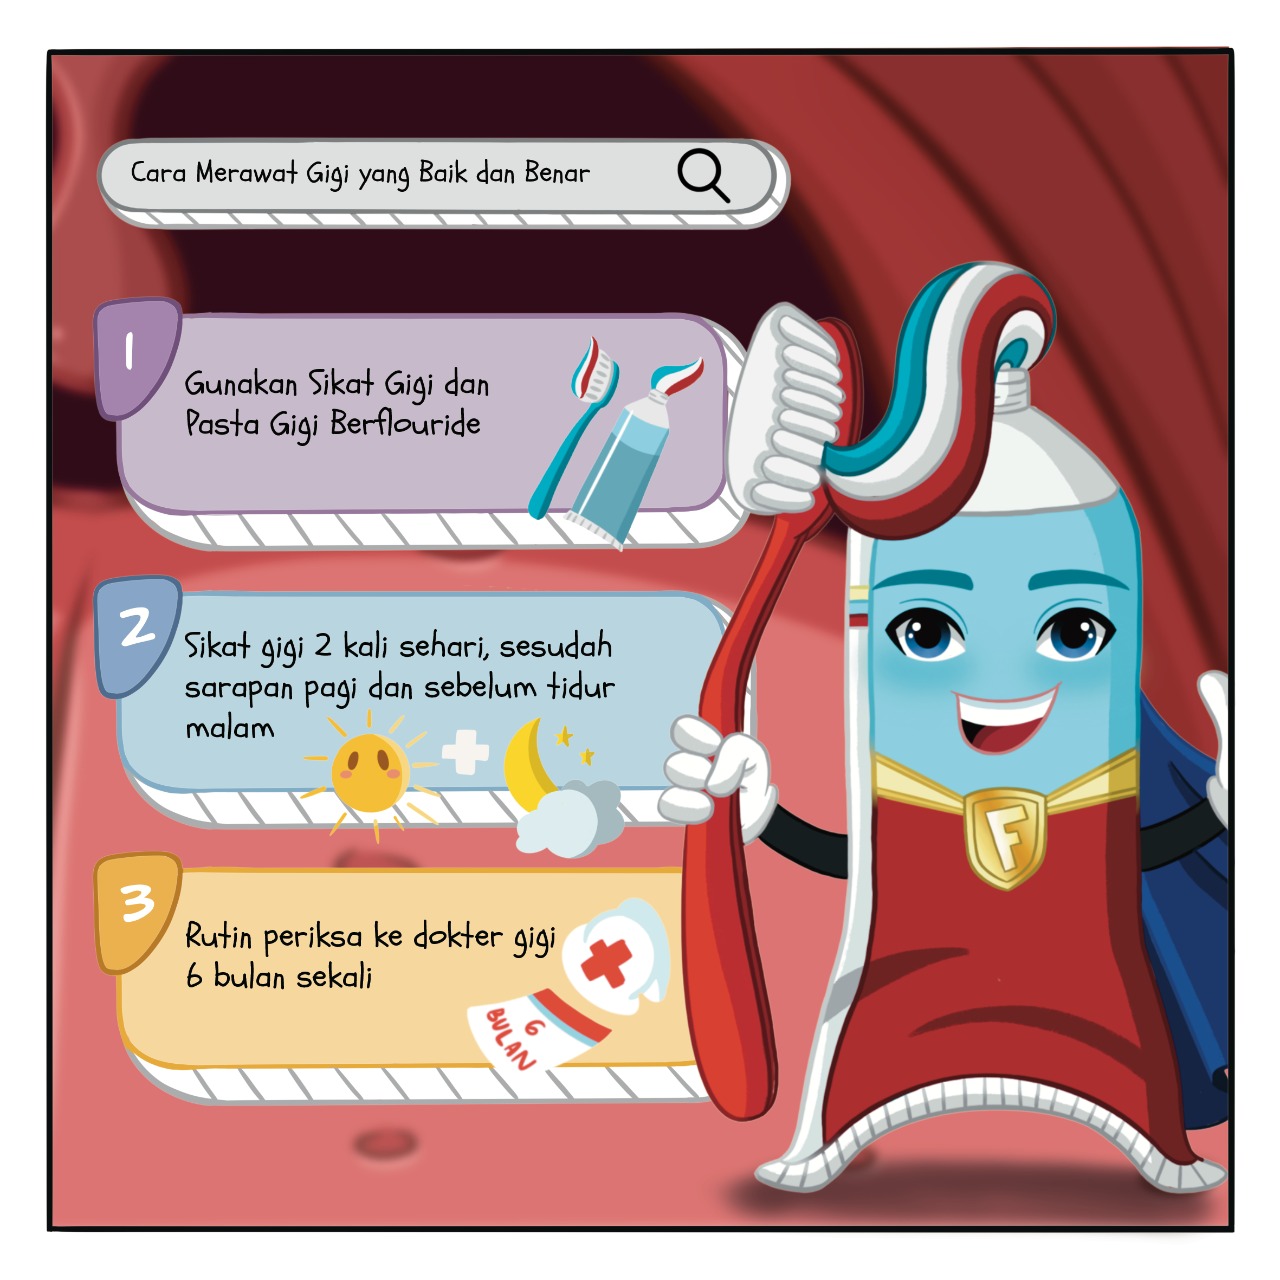 Cara Merawat Gigi yang Baik dan Benar
1
Gunakan Sikat Gigi dan
Pasta Gigi Berflouride
2
Sikat gigi 2 kali sehari, sesudah
sarapan pagi dan sebelum tidur
malam
3
Rutin periksa ke dokter gigi
6 bulan sekali
6
BULAN
F